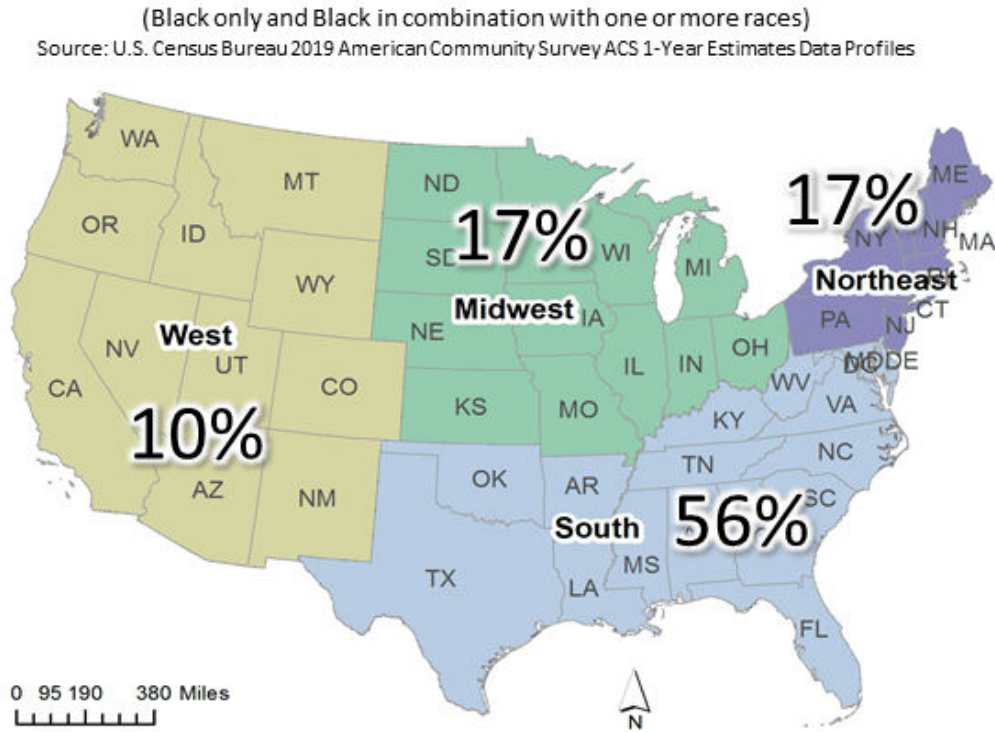 (Black only and Black in combination with one or more races)
Source: U.S. Census Bureau 2019 American Community Survey ACS 1-Year Estimates Data Profiles
WA
MT
ND
ME
OR
ID
SD
17%
WI
MI
17%
NY
NH
MA
WY
NE
Midwest
IA
Northeast
RI
CT
West
NV
UT
PA
NJ
CA
CO
IL
IN
OH
MD
DE
DC
WV
10%
KS
MO
KY
VA
AZ
NM
OK
AR
TN
NC
SC
South
56%
TX
LA
MS
FL
0 95 190 380 Miles
N